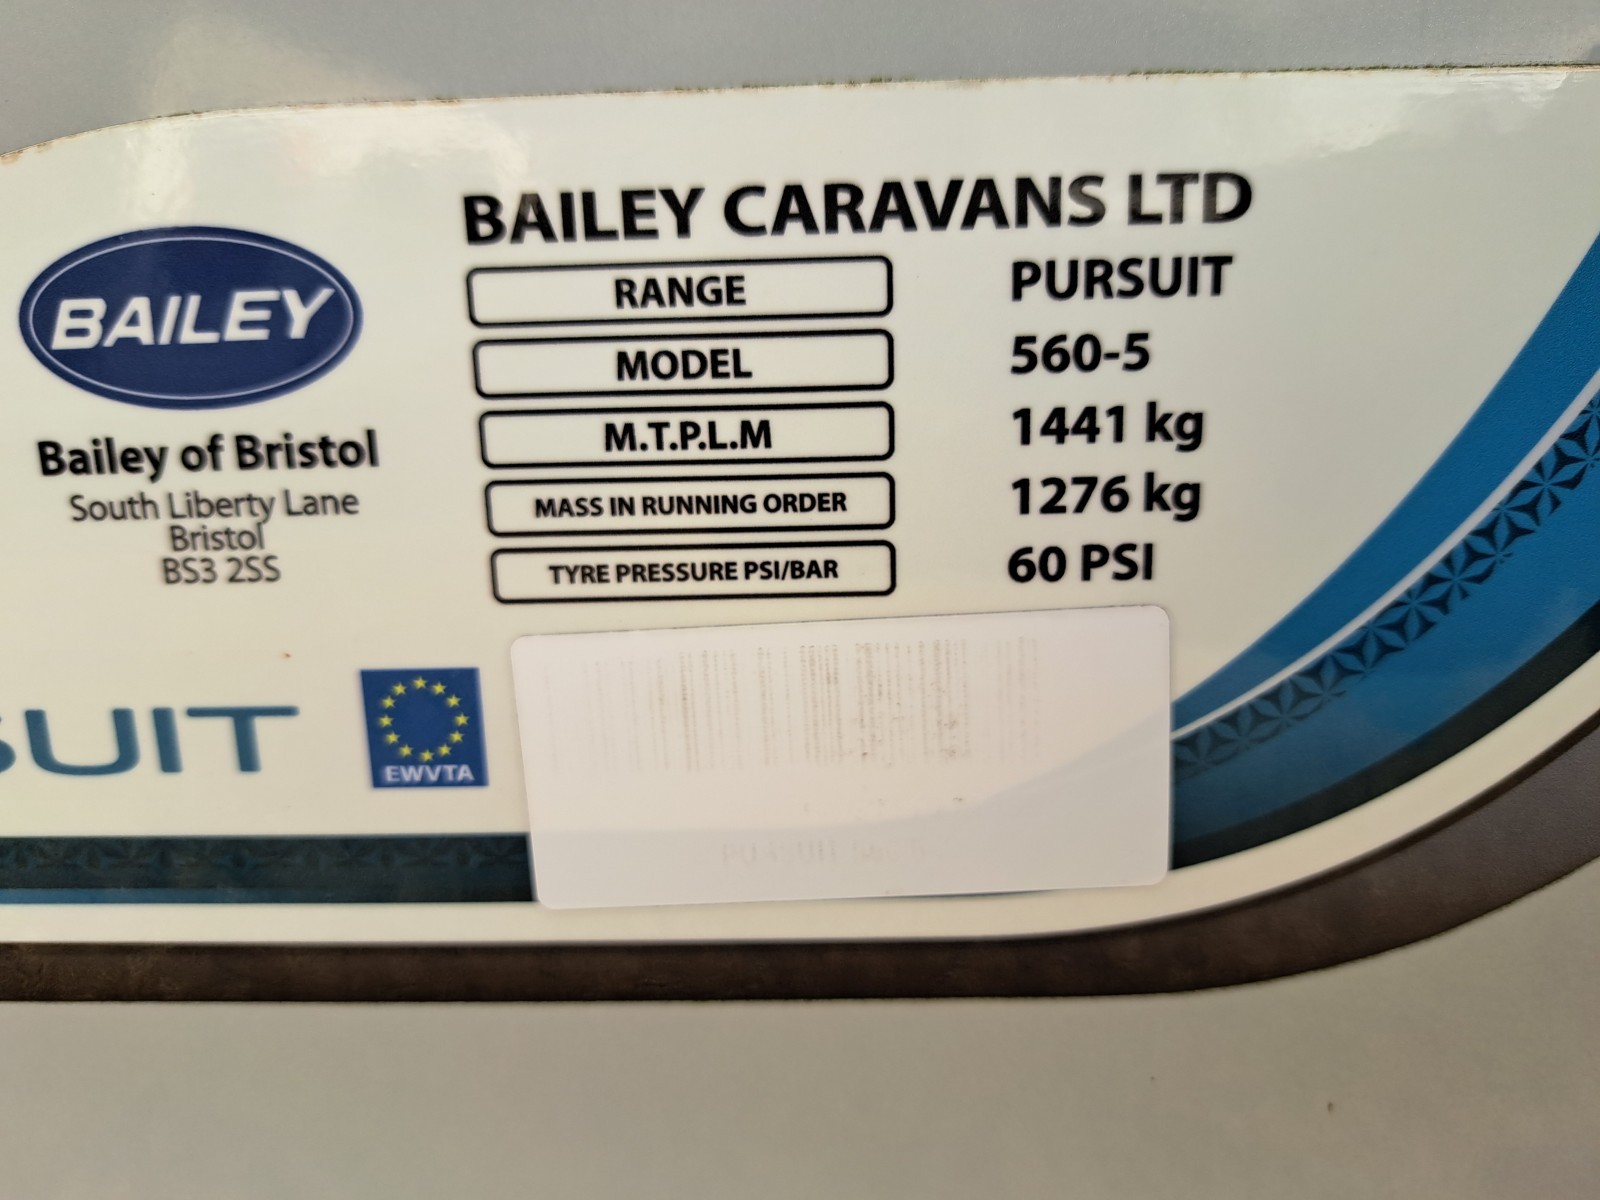 BAILEY CARAVANS LTD
RANGE PURSUIT
MODEL 560-5
M.T.P.L.M 1441 kg
MASS IN RUNNING ORDER 1276 kg
TYRE PRESSURE PSI/BAR 60 PSI
BAILEY
Bailey of Bristol
South Liberty Lane
Bristol
BS3 2SS
SUIT
EWVTA